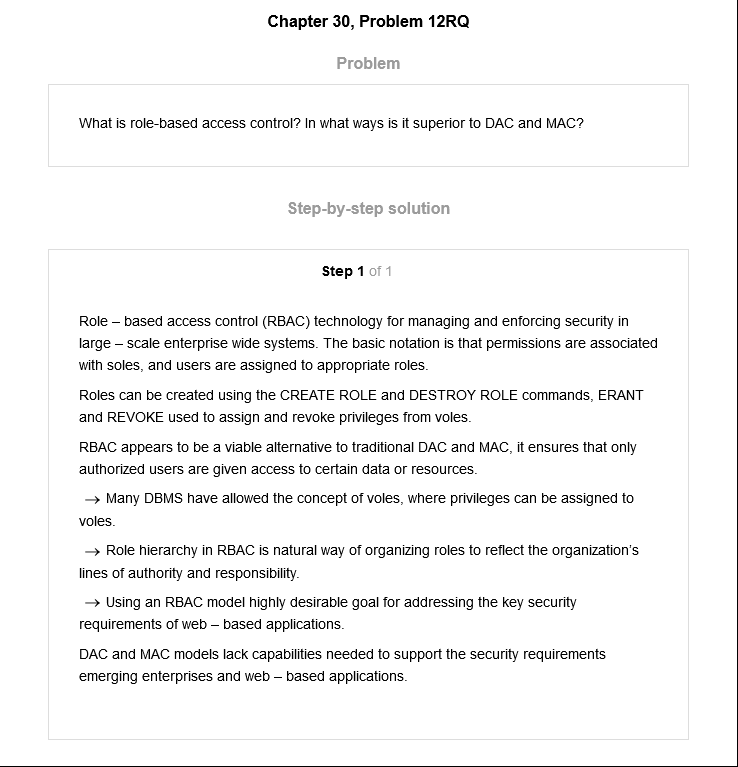 Chapter 30, Problem 12RQ
Problem
What is role-based access control? In what ways is it superior to DAC and MAC?
Step-by-step solution
Step 1 of 1
Role – based access control (RBAC) technology for managing and enforcing security in
large – scale enterprise wide systems. The basic notation is that permissions are associated
with soles, and users are assigned to appropriate roles.
Roles can be created using the CREATE ROLE and DESTROY ROLE commands, ERANT
and REVOKE used to assign and revoke privileges from voles.
RBAC appears to be a viable alternative to traditional DAC and MAC, it ensures that only
authorized users are given access to certain data or resources.
→ Many DBMS have allowed the concept of voles, where privileges can be assigned to
voles.
→ Role hierarchy in RBAC is natural way of organizing roles to reflect the organization's
lines of authority and responsibility.
→ Using an RBAC model highly desirable goal for addressing the key security
requirements of web – based applications.
DAC and MAC models lack capabilities needed to support the security requirements
emerging enterprises and web – based applications.